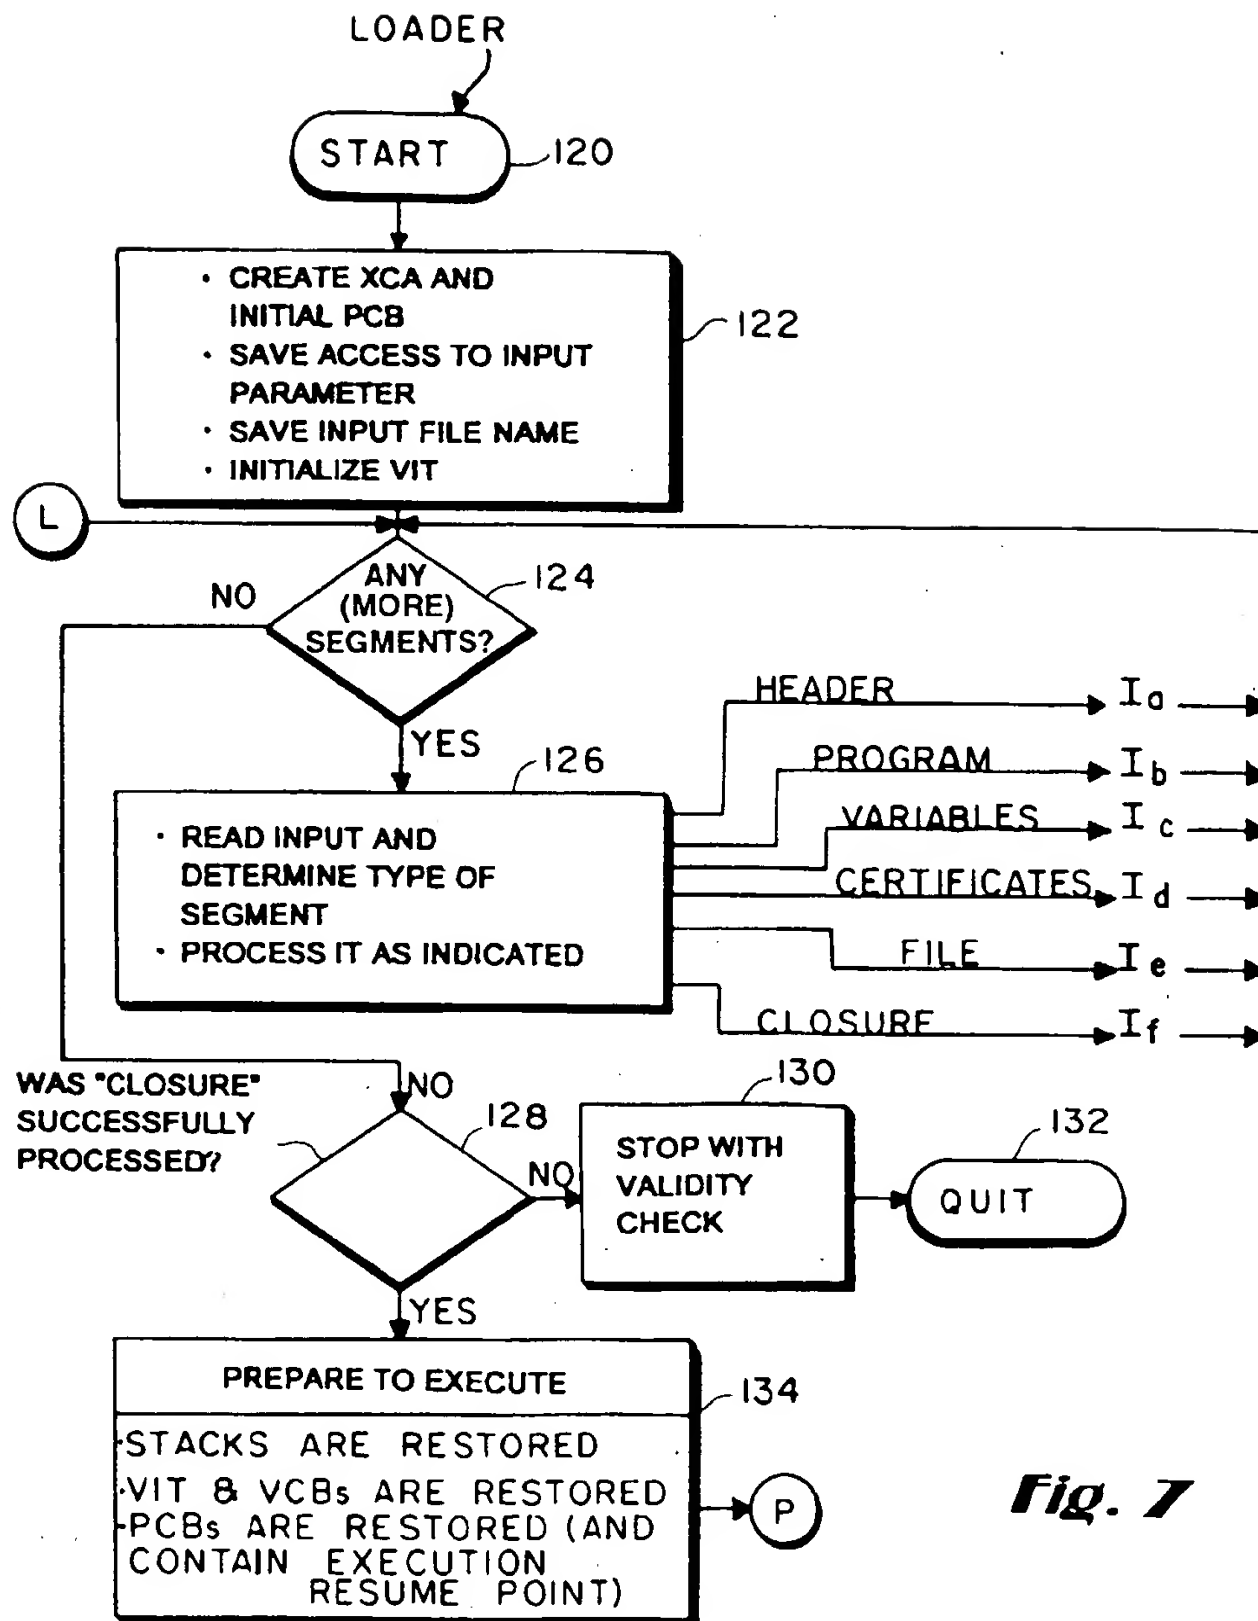 LOADER
START
120
· CREATE XCA AND
INITIAL PCB
· SAVE ACCESS TO INPUT
PARAMETER
· SAVE INPUT FILE NAME
· INITIALIZE VIT
122
L
ANY
(MORE)
SEGMENTS?
124
NO
YES
126
· READ INPUT AND
DETERMINE TYPE OF
SEGMENT
· PROCESS IT AS INDICATED
HEADER Ia
PROGRAM Ib
VARIABLES Ic
CERTIFICATES Id
FILE Ie
CLOSURE If
WAS "CLOSURE"
SUCCESSFULLY
PROCESSED?
NO
128
NO
130
STOP WITH
VALIDITY
CHECK
132
QUIT
YES
PREPARE TO EXECUTE
134
·STACKS ARE RESTORED
·VIT & VCBs ARE RESTORED
·PCBs ARE RESTORED (AND
CONTAIN EXECUTION
RESUME POINT)
P
Fig. 7